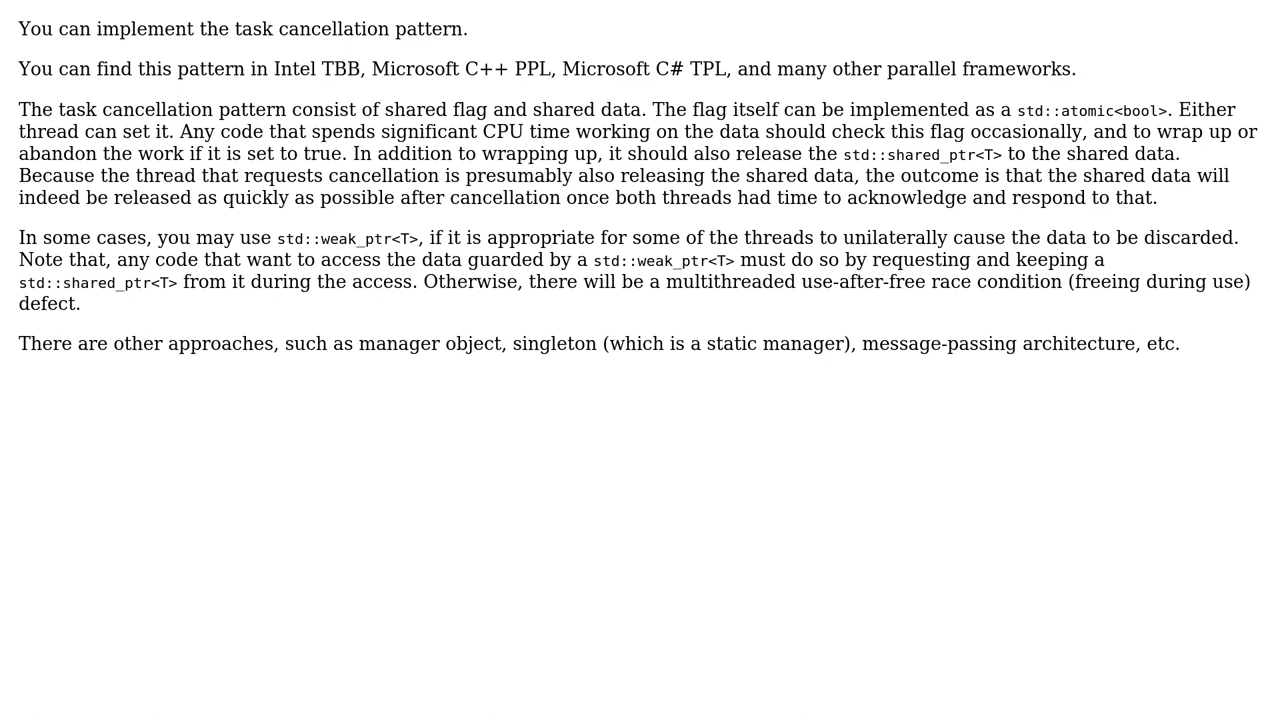 You can implement the task cancellation pattern.
You can find this pattern in Intel TBB, Microsoft C++ PPL, Microsoft C# TPL, and many other parallel frameworks.
The task cancellation pattern consist of shared flag and shared data. The flag itself can be implemented as a std::atomic<bool>. Either
thread can set it. Any code that spends significant CPU time working on the data should check this flag occasionally, and to wrap up or
abandon the work if it is set to true. In addition to wrapping up, it should also release the std::shared_ptr<T> to the shared data.
Because the thread that requests cancellation is presumably also releasing the shared data, the outcome is that the shared data will
indeed be released as quickly as possible after cancellation once both threads had time to acknowledge and respond to that.
In some cases, you may use std::weak_ptr<T>, if it is appropriate for some of the threads to unilaterally cause the data to be discarded.
Note that, any code that want to access the data guarded by a std::weak_ptr<T> must do so by requesting and keeping a
std::shared_ptr<T> from it during the access. Otherwise, there will be a multithreaded use-after-free race condition (freeing during use)
defect.
There are other approaches, such as manager object, singleton (which is a static manager), message-passing architecture, etc.